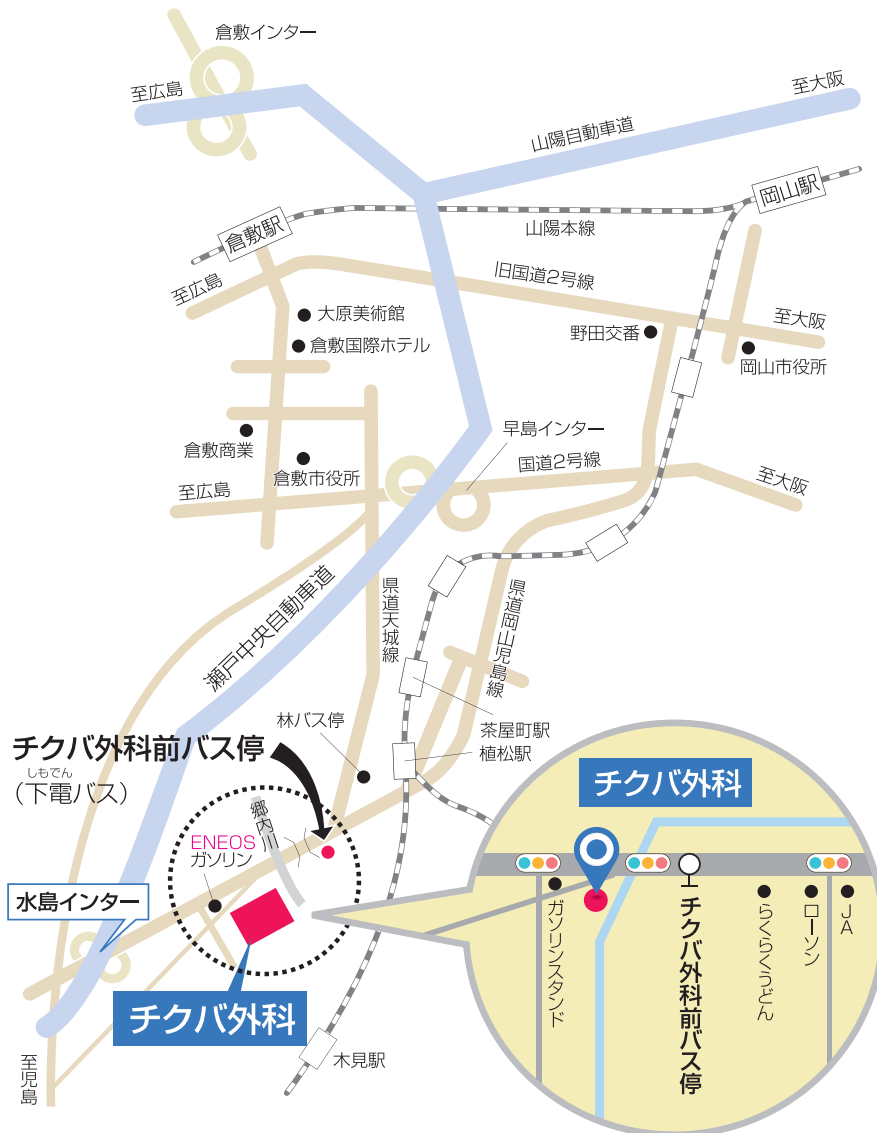 倉敷インター
至広島
至大阪
山陽自動車道
岡山駅
倉敷駅
山陽本線
旧国道2号線
至広島
大原美術館
倉敷国際ホテル
野田交番
至大阪
岡山市役所
早島インター
倉敷商業
倉敷市役所
国道2号線
至広島
至大阪
瀬戸中央自動車道
県道天城線
県道岡山児島線
林バス停
茶屋町駅
植松駅
チクバ外科前バス停
しもでん
（下電バス）
郷内川
ENEOS
ガソリン
水島インター
チクバ外科
木見駅
至児島
チクバ外科
ガソリンスタンド
チクバ外科前バス停
らくらくうどん
ローソン
JA